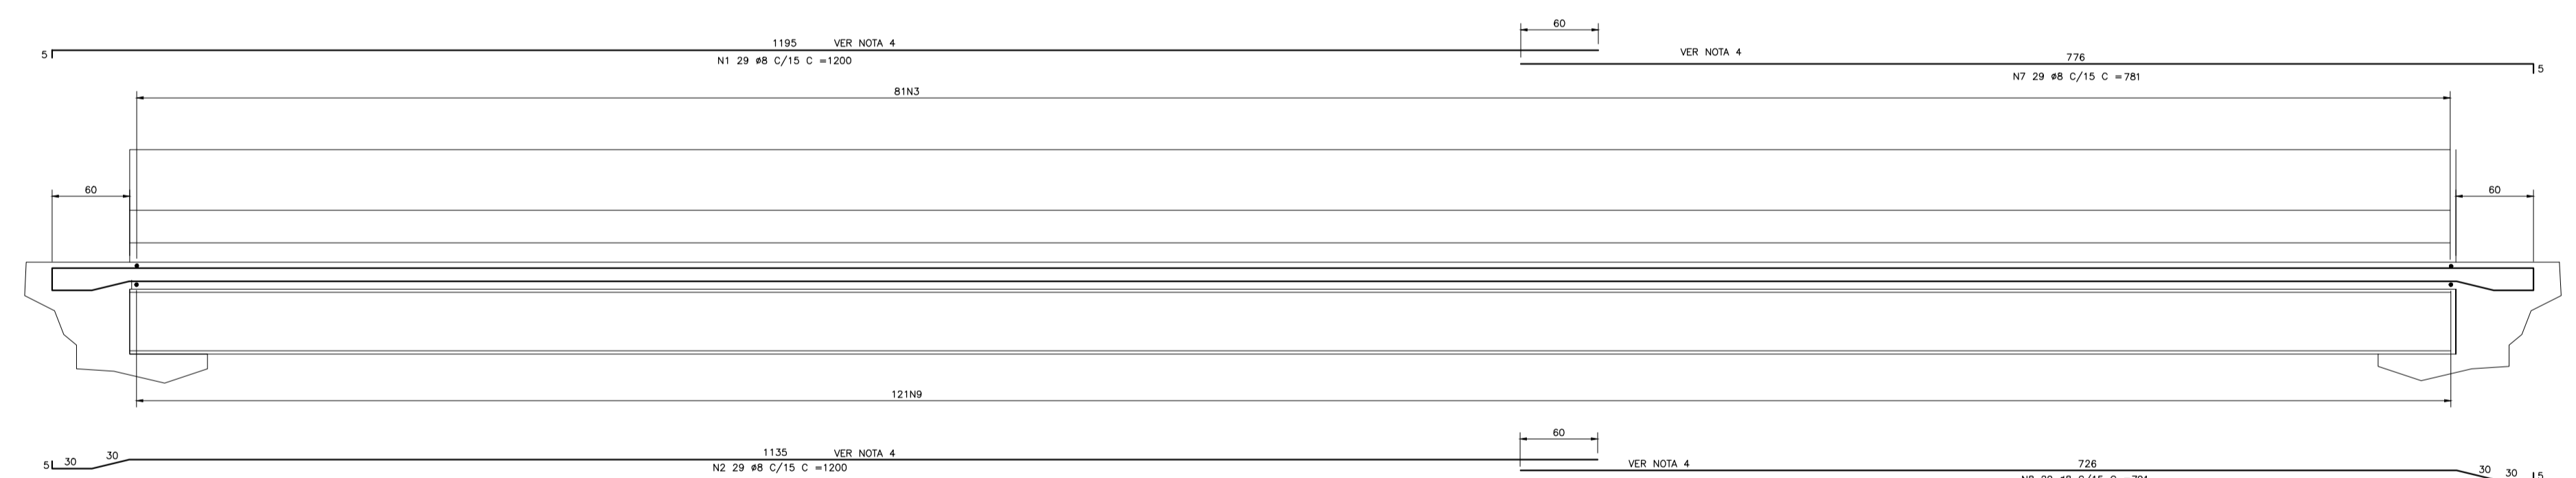 60
5 1195 VER NOTA 4
N1 29 ø8 C/15 C =1200
VER NOTA 4 776
N7 29 ø8 C/15 C =781 5
81N3
60 60
121N9
60
5 30 30 1135 VER NOTA 4
N2 29 ø8 C/15 C =1200
VER NOTA 4 726 30 30 5